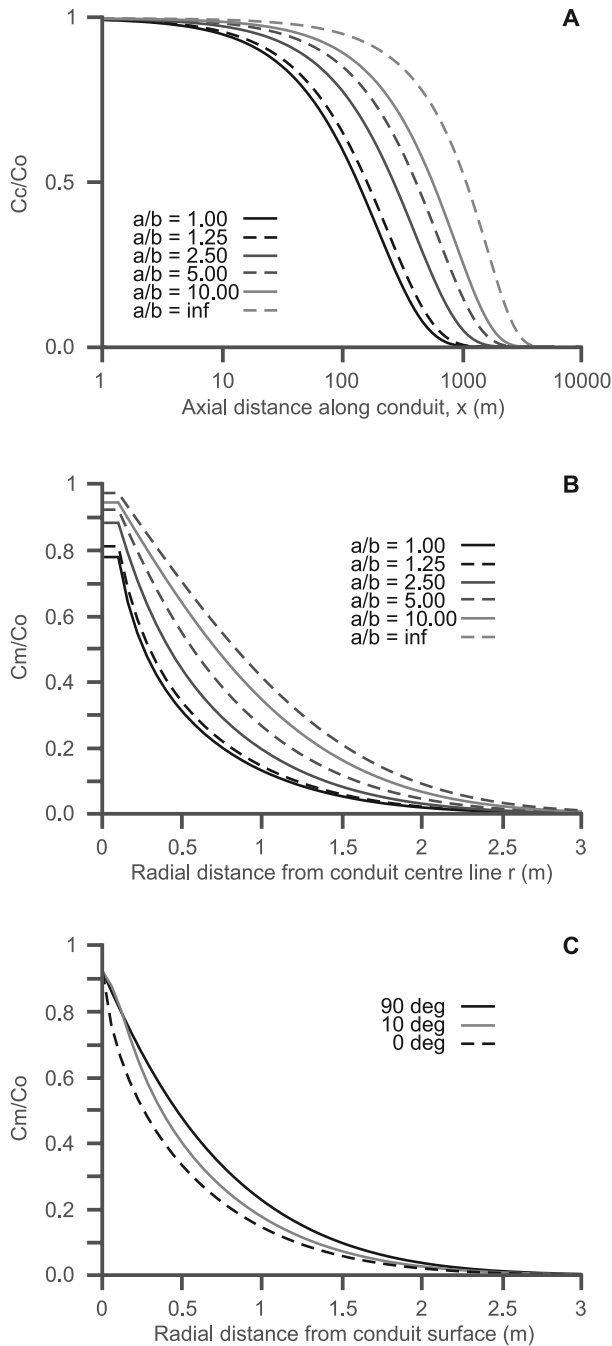 A
1
0.5
0.0
Cc/Co
a/b = 1.00
a/b = 1.25
a/b = 2.50
a/b = 5.00
a/b = 10.00
a/b = inf
1 10 100 1000 10000
Axial distance along conduit, x (m)
B
1
0.8
0.6
0.4
0.2
0.0
Cm/Co
a/b = 1.00
a/b = 1.25
a/b = 2.50
a/b = 5.00
a/b = 10.00
a/b = inf
0 0.5 1 1.5 2 2.5 3
Radial distance from conduit centre line r (m)
C
1
0.8
0.6
0.4
0.2
0.0
Cm/Co
90 deg
10 deg
0 deg
0 0.5 1 1.5 2 2.5 3
Radial distance from conduit surface (m)